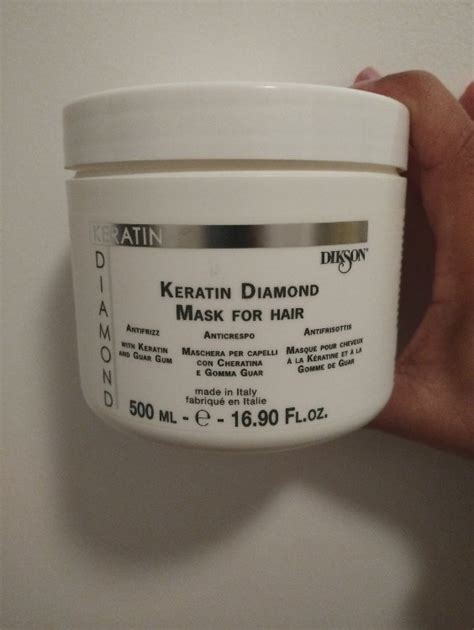 KERATIN
DIAMOND
DIKSON™
KERATIN DIAMOND
MASK FOR HAIR
ANTIFRIZZ
WITH KERATIN
AND GUAR GUM
ANTICRESPO
MASCHERA PER CAPELLI
CON CHERATINA
E GOMMA GUAR
ANTIFRISOTTIS
MASQUE POUR CHEVEUX
À LA KÉRATINE ET À LA
GOMME DE GUAR
made in Italy
fabriqué en Italie
500 ML - ℮ - 16.90 FL.OZ.